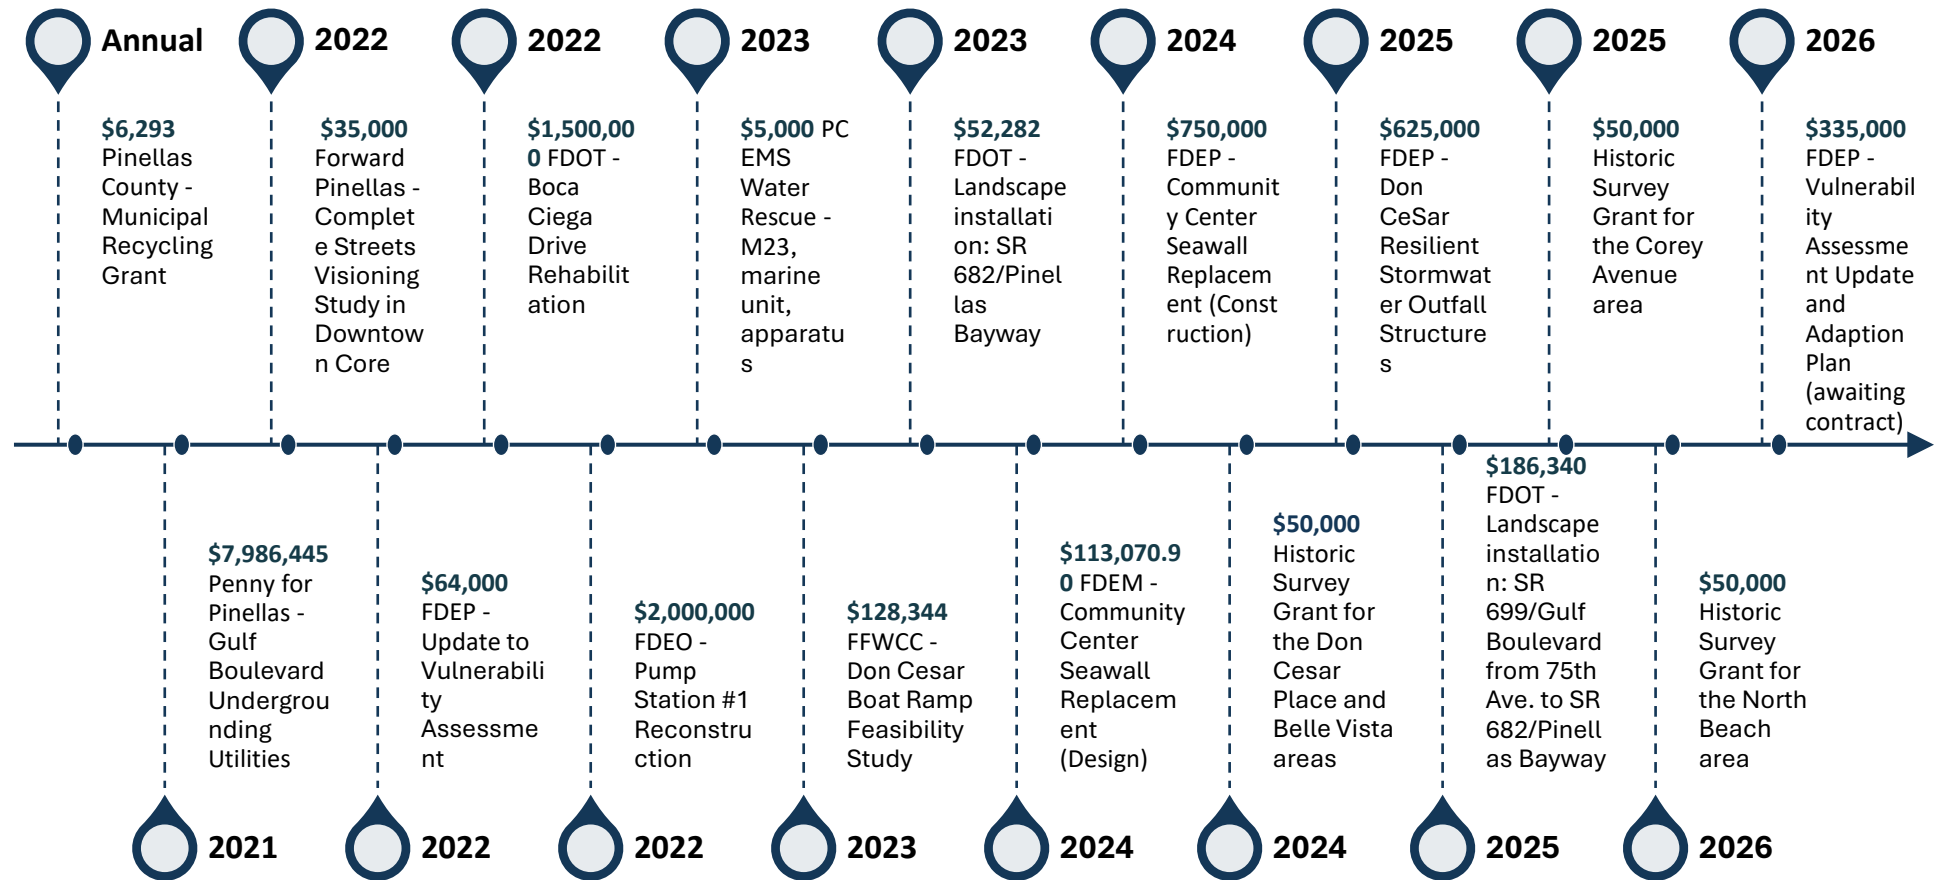 Annual
$6,293
Pinellas
County -
Municipal
Recycling
Grant
2022
$35,000
Forward
Pinellas -
Complet
e Streets
Visioning
Study in
Downtow
n Core
2022
$1,500,00
0 FDOT -
Boca
Ciega
Drive
Rehabilit
ation
2023
$5,000 PC
EMS
Water
Rescue -
M23,
marine
unit,
apparatu
s
2023
$52,282
FDOT -
Landscape
installati
on: SR
682/Pinel
las
Bayway
2024
$750,000
FDEP -
Communit
y Center
Seawall
Replacem
ent (Const
ruction)
2025
$625,000
FDEP -
Don
CeSar
Resilient
Stormwat
er Outfall
Structure
s
2025
$50,000
Historic
Survey
Grant for
the Corey
Avenue
area
2026
$335,000
FDEP -
Vulnerabil
ity
Assessme
nt Update
and
Adaption
Plan
(awaiting
contract)
$7,986,445
Penny for
Pinellas -
Gulf
Boulevard
Undergrou
nding
Utilities
2021
$64,000
FDEP -
Update to
Vulnerabili
ty
Assessme
nt
2022
$2,000,000
FDEO -
Pump
Station #1
Reconstru
ction
2022
$128,344
FFWCC -
Don Cesar
Boat Ramp
Feasibility
Study
2023
$113,070.9
0 FDEM -
Community
Center
Seawall
Replacem
ent
(Design)
2024
$50,000
Historic
Survey
Grant for
the Don
Cesar
Place and
Belle Vista
areas
2024
$186,340
FDOT -
Landscape
installatio
n: SR
699/Gulf
Boulevard
from 75th
Ave. to SR
682/Pinell
as Bayway
2025
$50,000
Historic
Survey
Grant for
the North
Beach
area
2026